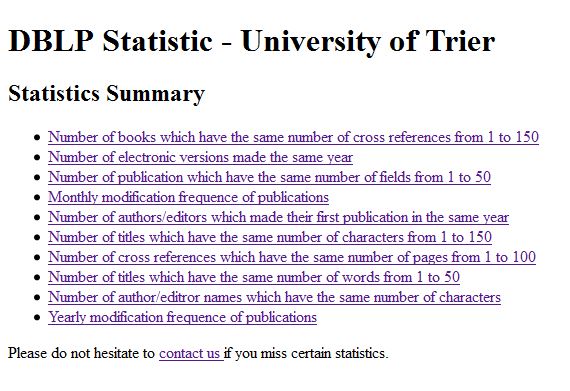 DBLP Statistic - University of Trier
Statistics Summary
Number of books which have the same number of cross references from 1 to 150
Number of electronic versions made the same year
Number of publication which have the same number of fields from 1 to 50
Monthly modification frequence of publications
Number of authors/editors which made their first publication in the same year
Number of titles which have the same number of characters from 1 to 150
Number of cross references which have the same number of pages from 1 to 100
Number of titles which have the same number of words from 1 to 50
Number of author/editror names which have the same number of characters
Yearly modification frequence of publications
Please do not hesitate to contact us if you miss certain statistics.